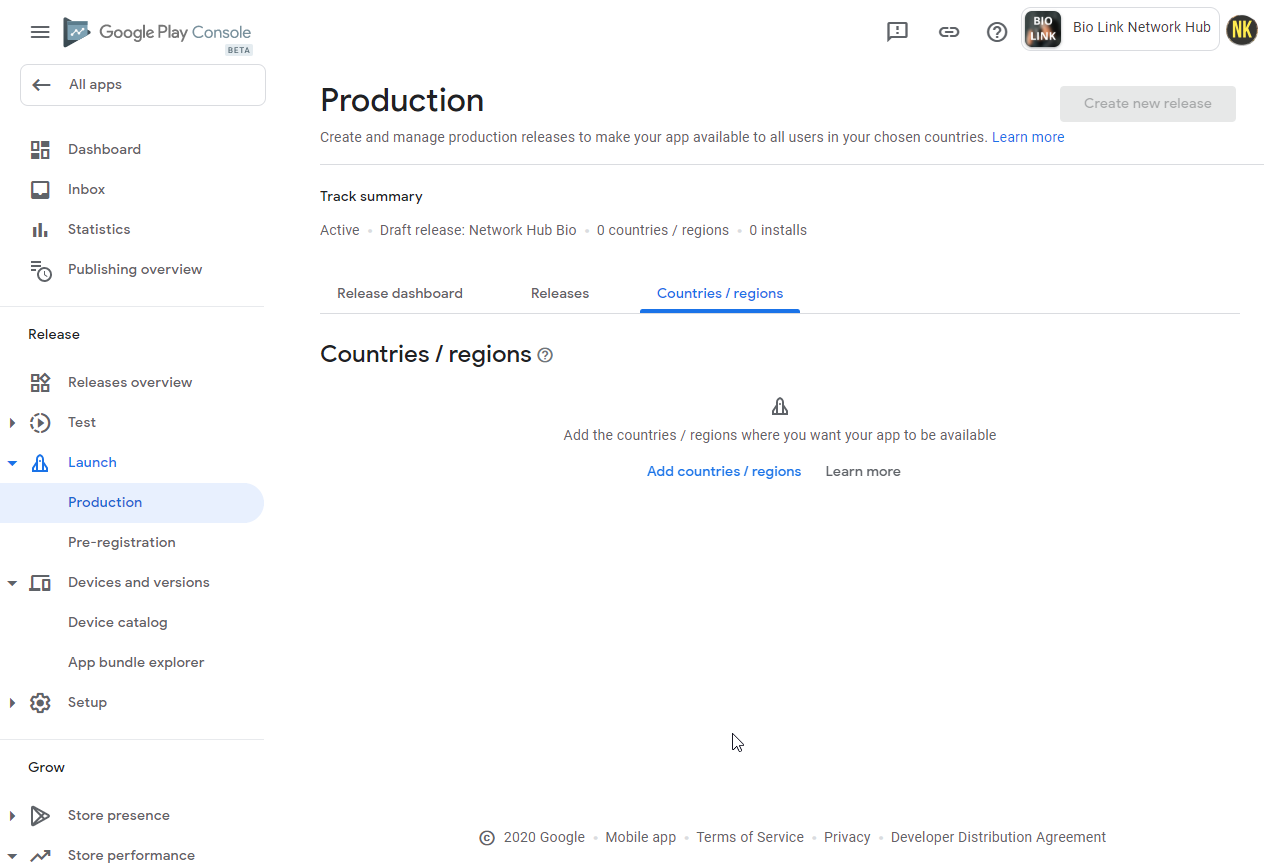 Google Play Console
BETA
BIO
LINK
Bio Link Network Hub
NK
All apps
Dashboard
Inbox
Statistics
Publishing overview
Release
Releases overview
Test
Launch
Production
Pre-registration
Devices and versions
Device catalog
App bundle explorer
Setup
Grow
Store presence
Store performance
Production
Create new release
Create and manage production releases to make your app available to all users in your chosen countries. Learn more
Track summary
Active • Draft release: Network Hub Bio • 0 countries / regions • 0 installs
Release dashboard
Releases
Countries / regions
Countries / regions
Add the countries / regions where you want your app to be available
Add countries / regions Learn more
© 2020 Google • Mobile app • Terms of Service • Privacy • Developer Distribution Agreement